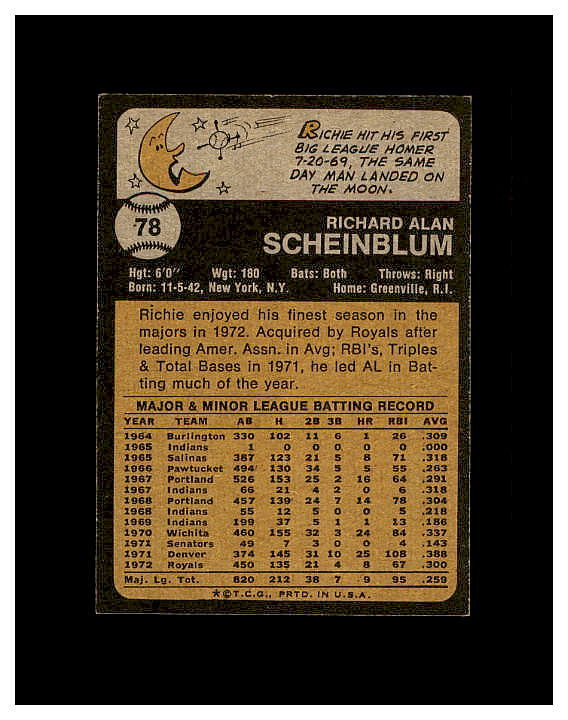 RICHIE HIT HIS FIRST
BIG LEAGUE HOMER
7-20-69, THE SAME
DAY MAN LANDED ON
THE MOON.
78
RICHARD ALAN
SCHEINBLUM
Hgt: 6'0" Wgt: 180 Bats: Both Throws: Right
Born: 11-5-42, New York, N.Y. Home: Greenville, R.I.
Richie enjoyed his finest season in the
majors in 1972. Acquired by Royals after
leading Amer. Assn. in Avg; RBI's, Triples
& Total Bases in 1971, he led AL in Bat-
ting much of the year.
MAJOR & MINOR LEAGUE BATTING RECORD
YEAR TEAM AB H 2B 3B HR RBI AVG
1964 Burlington 330 102 11 6 1 26 .309
1965 Indians 1 0 0 0 0 0 .000
1965 Salinas 387 123 21 5 8 71 .318
1966 Pawtucket 494 130 34 5 5 55 .263
1967 Portland 526 153 25 2 16 64 .291
1967 Indians 66 21 4 2 0 6 .318
1968 Portland 457 139 24 7 14 78 .304
1968 Indians 55 12 5 0 0 5 .218
1969 Indians 199 37 5 1 1 13 .186
1970 Wichita 460 155 32 3 24 84 .337
1971 Senators 49 7 3 0 0 4 .143
1971 Denver 374 145 31 10 25 108 .388
1972 Royals 450 135 21 4 8 67 .300
Maj. Lg. Tot. 820 212 38 7 9 95 .259
★©T.C.G., PRTD. IN U.S.A.